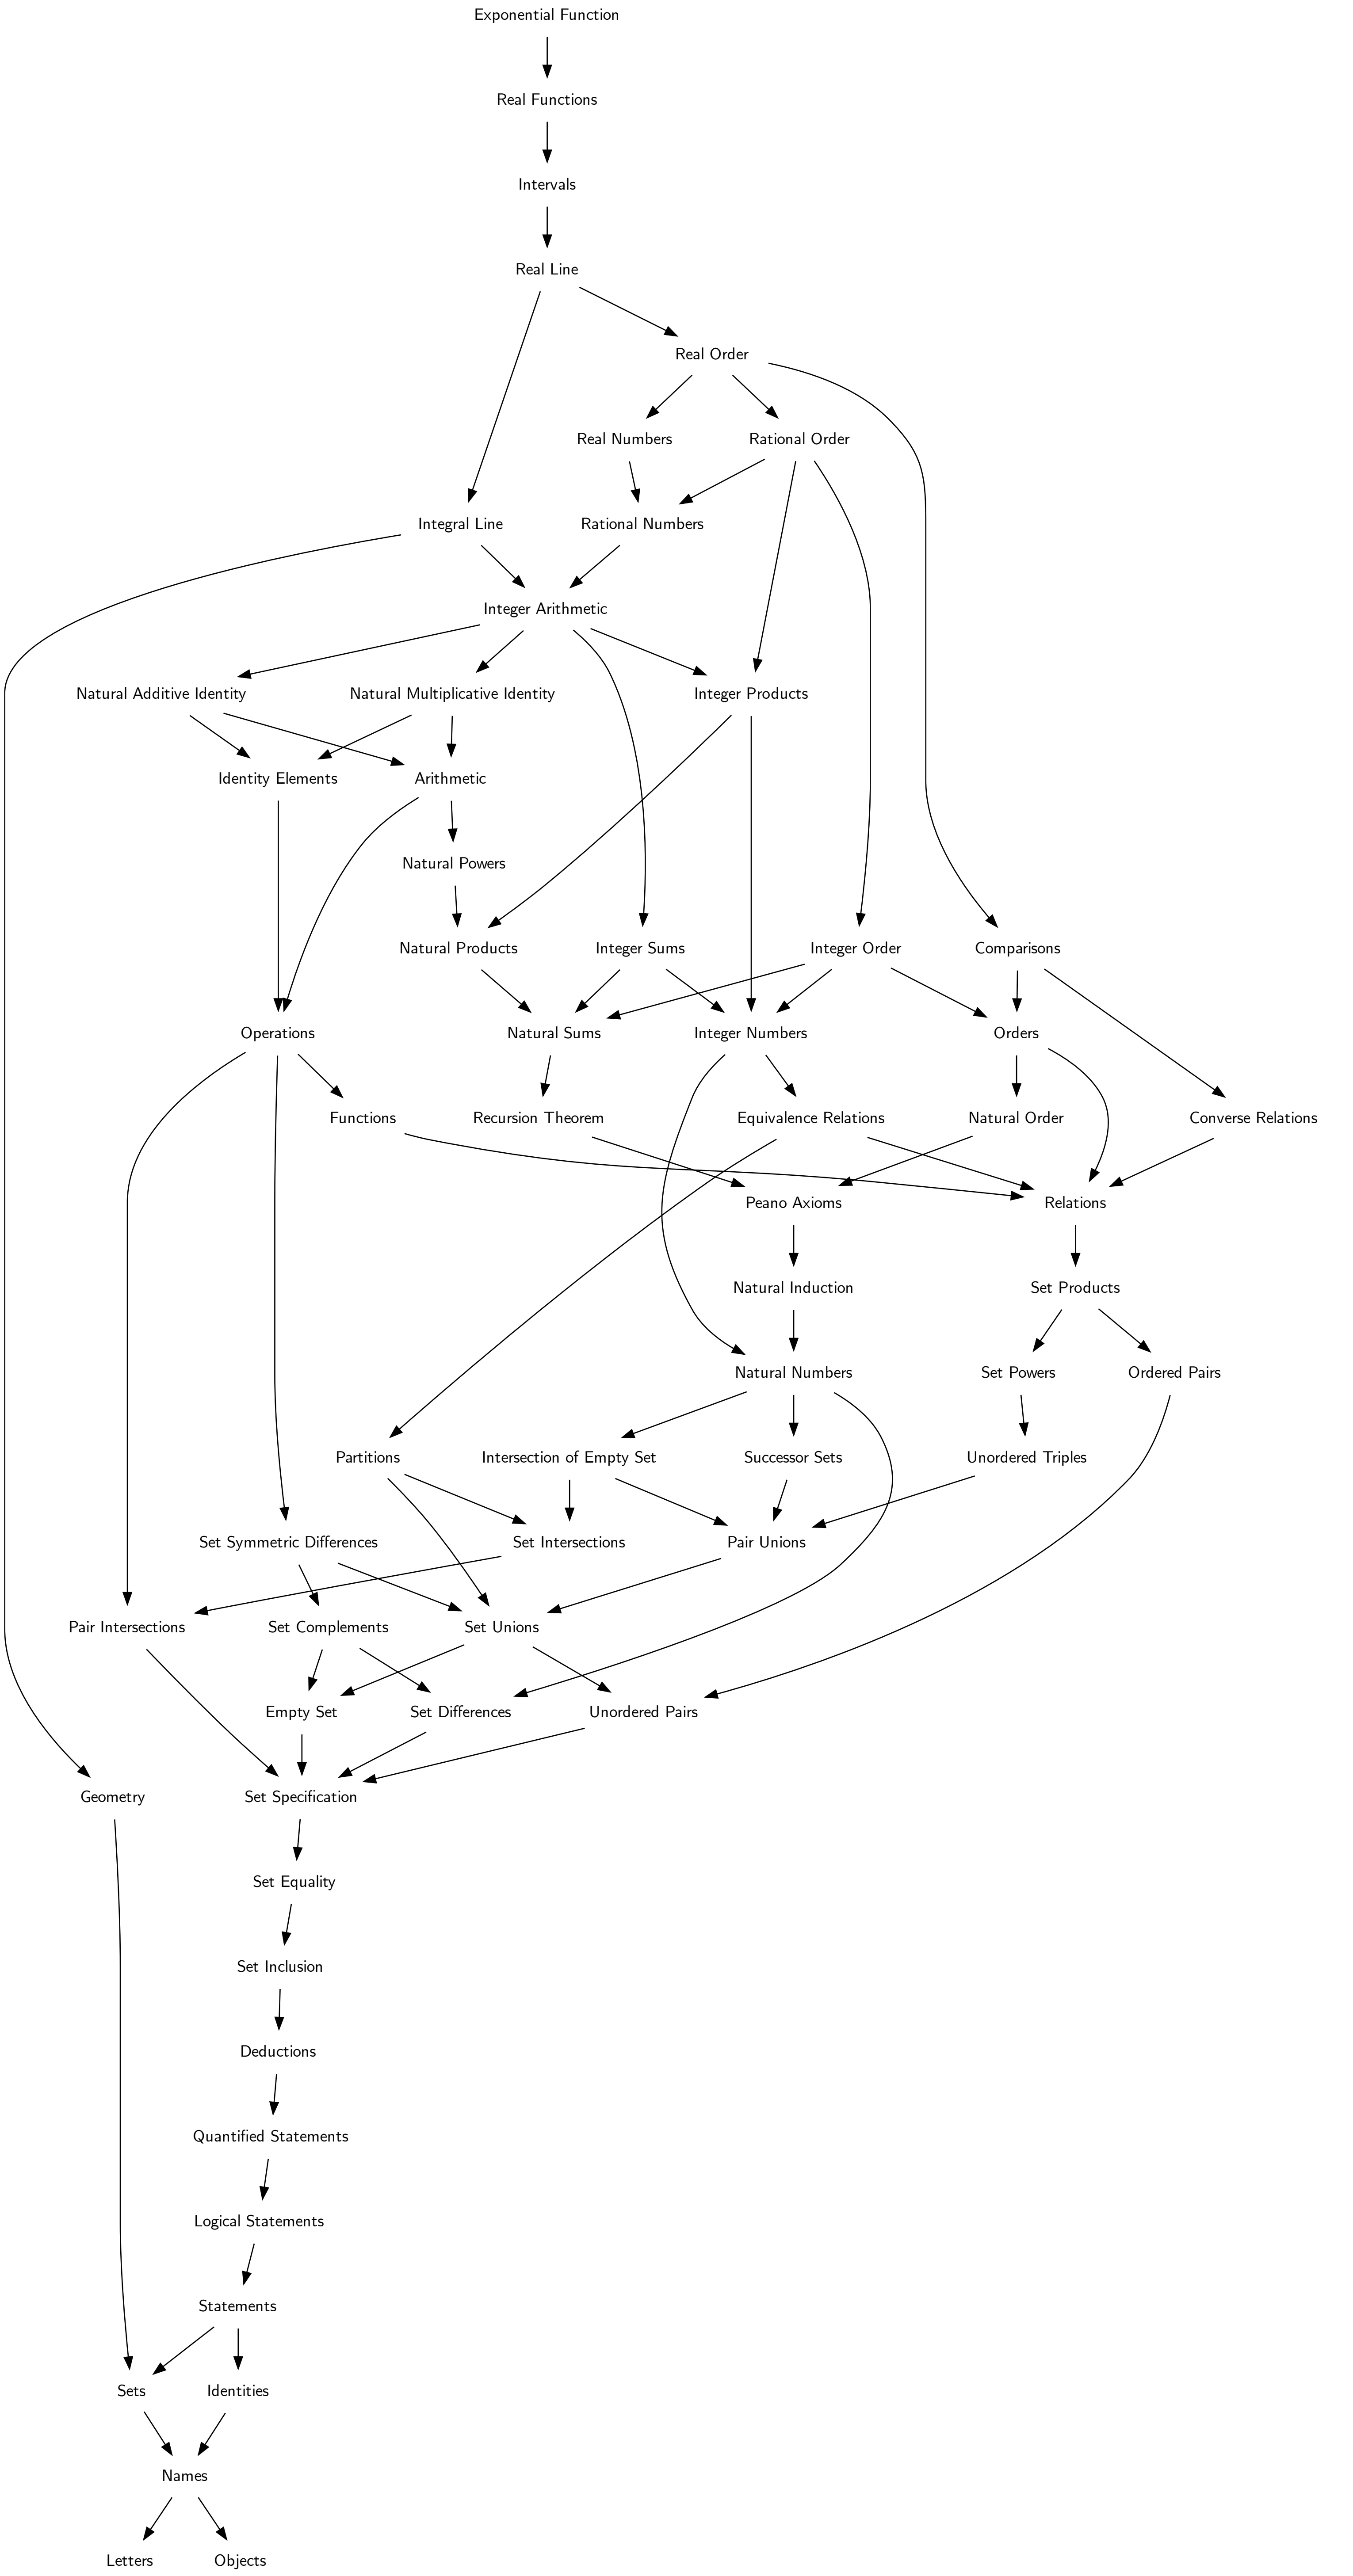 Exponential Function
Real Functions
Intervals
Real Line
Real Order
Real Numbers
Rational Order
Integral Line
Rational Numbers
Integer Arithmetic
Natural Additive Identity
Natural Multiplicative Identity
Integer Products
Identity Elements
Arithmetic
Natural Powers
Natural Products
Integer Sums
Integer Order
Comparisons
Operations
Natural Sums
Integer Numbers
Orders
Functions
Recursion Theorem
Equivalence Relations
Natural Order
Converse Relations
Peano Axioms
Relations
Natural Induction
Set Products
Natural Numbers
Set Powers
Ordered Pairs
Partitions
Intersection of Empty Set
Successor Sets
Unordered Triples
Set Symmetric Differences
Set Intersections
Pair Unions
Pair Intersections
Set Complements
Set Unions
Empty Set
Set Differences
Unordered Pairs
Geometry
Set Specification
Set Equality
Set Inclusion
Deductions
Quantified Statements
Logical Statements
Statements
Sets
Identities
Names
Letters
Objects